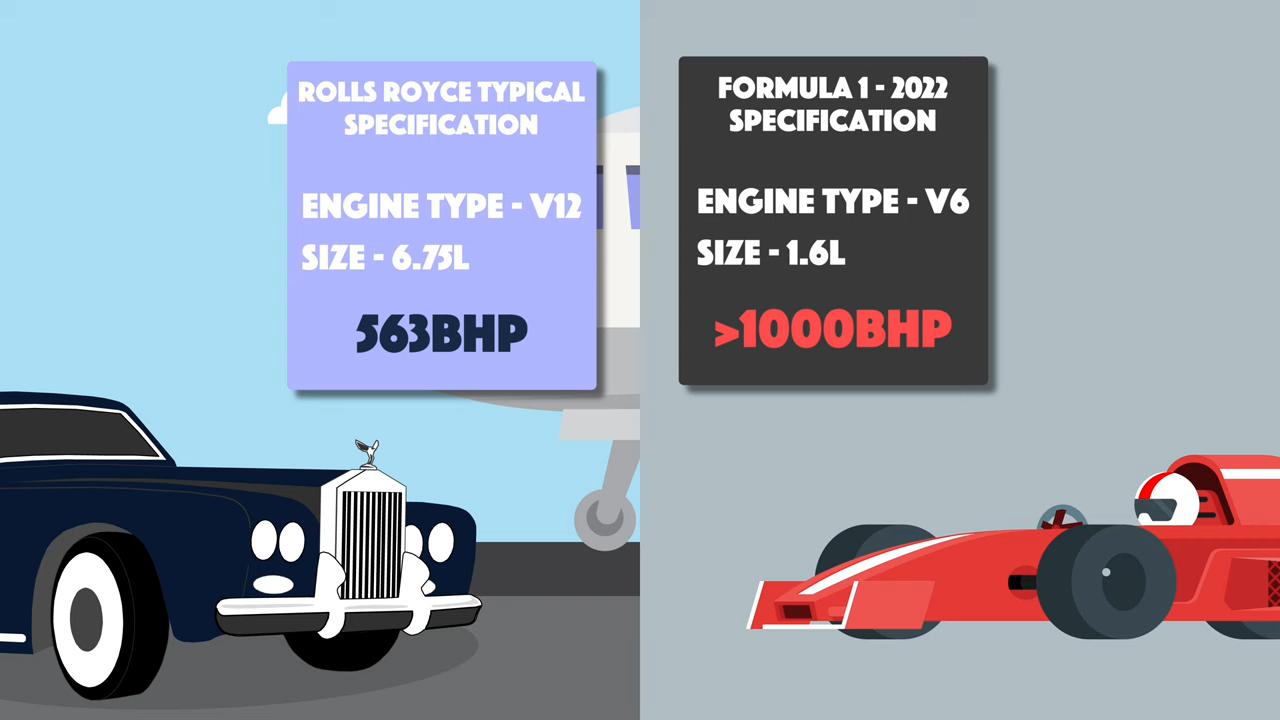 ROLLS ROYCE TYPICAL
SPECIFICATION
ENGINE TYPE - V12
SIZE - 6.75L
563BHP
FORMULA 1 - 2022
SPECIFICATION
ENGINE TYPE - V6
SIZE - 1.6L
>1000BHP